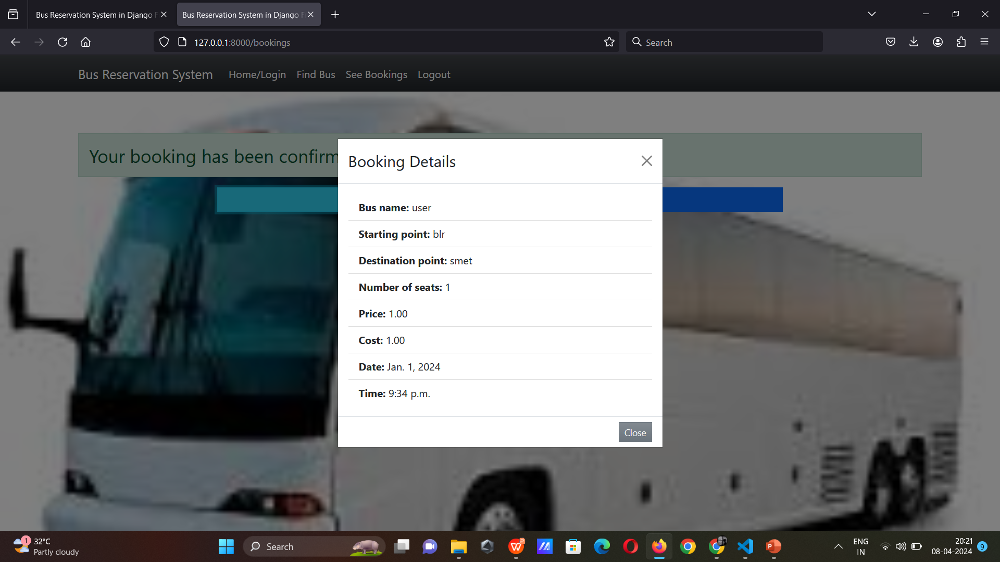 Bus Reservation System in Django F
Bus Reservation System in Django F
127.0.0.1:8000/bookings
Search
Bus Reservation System
Home/Login
Find Bus
See Bookings
Logout
Your booking has been confirm
Booking Details
Bus name: user
Starting point: blr
Destination point: smet
Number of seats: 1
Price: 1.00
Cost: 1.00
Date: Jan. 1, 2024
Time: 9:34 p.m.
Close
1
32°C
Partly cloudy
Search
ENG
IN
20:21
08-04-2024
9